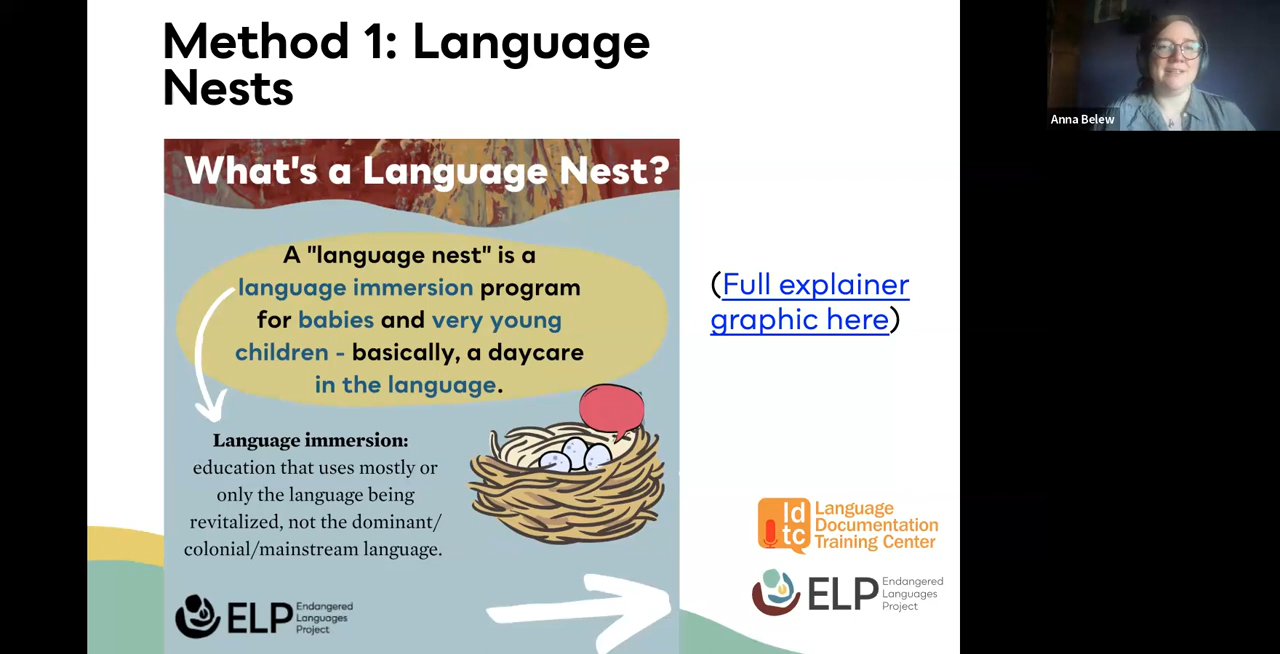 Method 1: Language
Nests
What's a Language Nest?
A "language nest" is a
language immersion program
for babies and very young
children - basically, a daycare
in the language.
Language immersion:
education that uses mostly or
only the language being
revitalized, not the dominant/
colonial/mainstream language.
ELP Endangered
Languages
Project
(Full explainer
graphic here)
ld
tc
Language
Documentation
Training Center
ELP Endangered
Languages
Project
Anna Belew